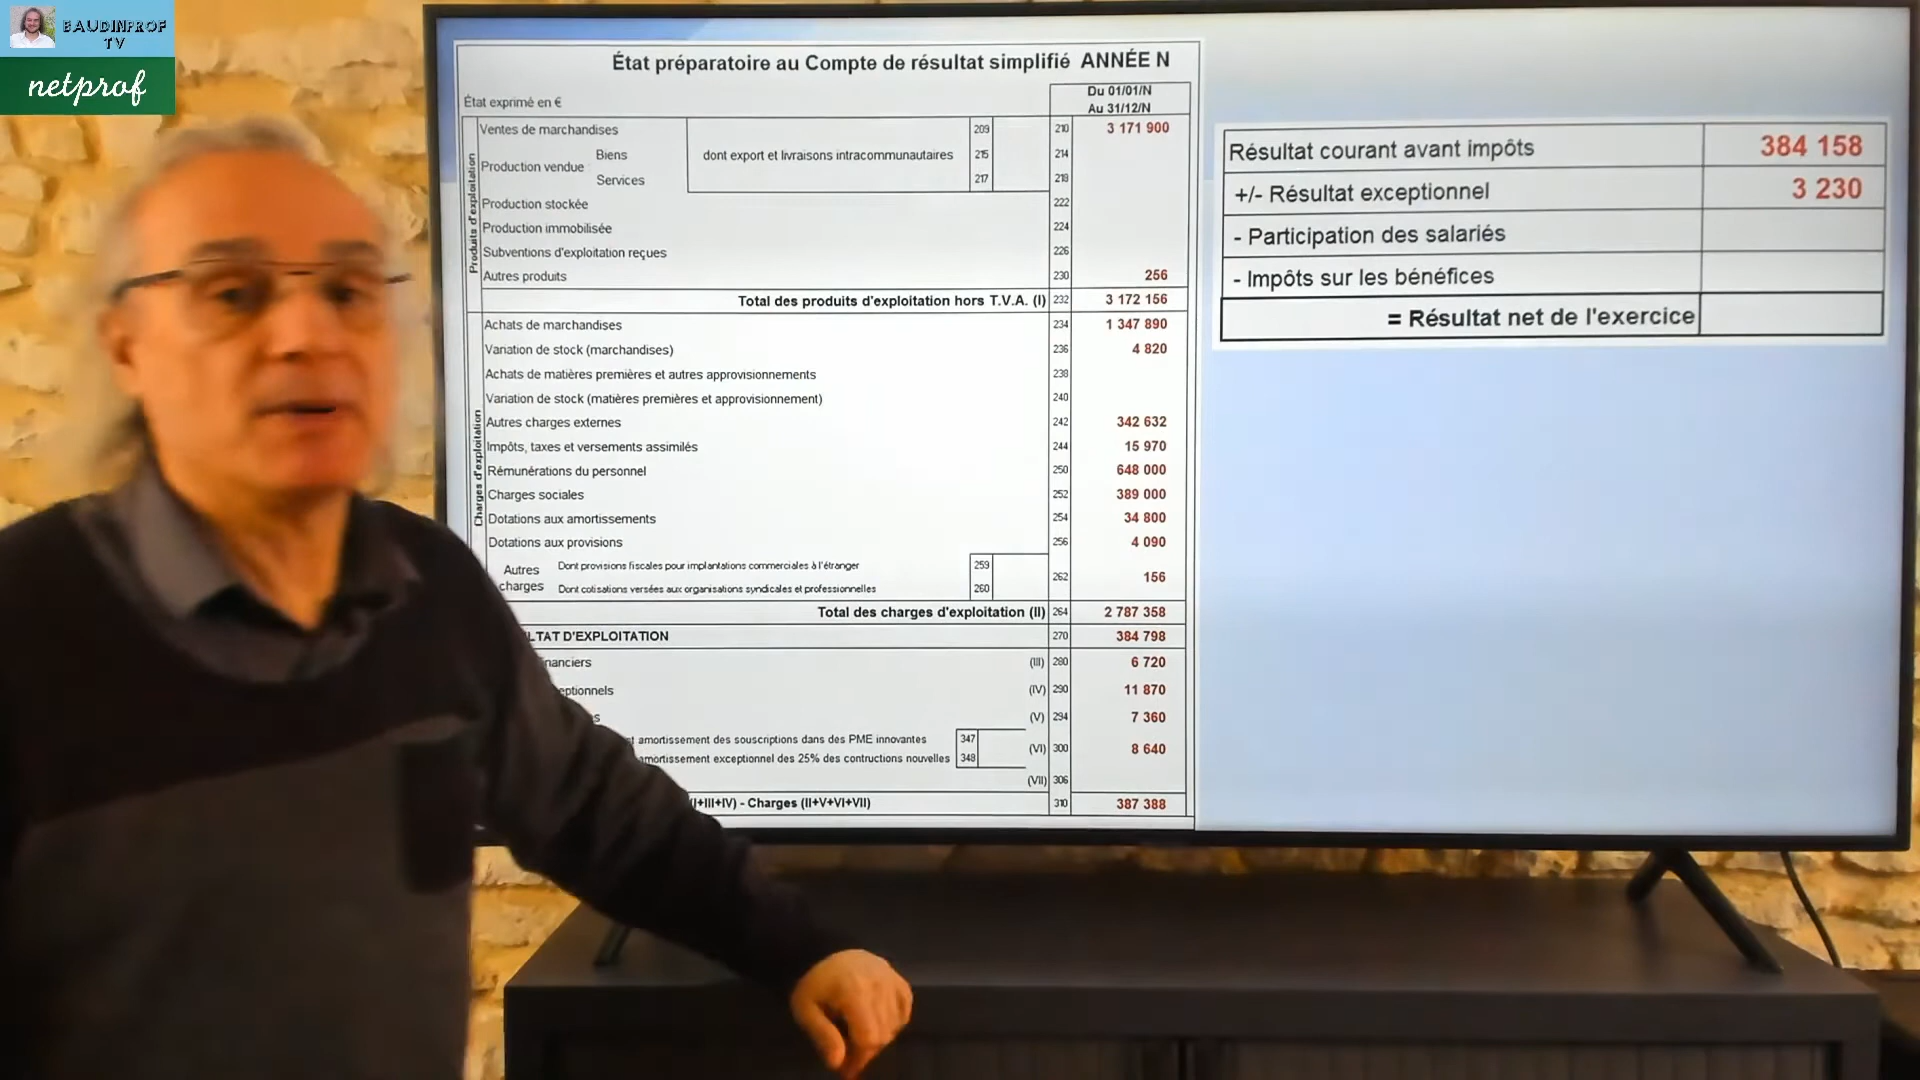 BAUDINPROF
TV
netprof
État préparatoire au Compte de résultat simplifié ANNÉE N
État exprimé en €
Du 01/01/N
Au 31/12/N
Produits d'exploitation
Ventes de marchandises 209 210 3 171 900
Production vendue Biens dont export et livraisons intracommunautaires 215 214
Services 217 218
Production stockée 222
Production immobilisée 224
Subventions d'exploitation reçues 226
Autres produits 230 256
Total des produits d'exploitation hors T.V.A. (I) 232 3 172 156
Charges d'exploitation
Achats de marchandises 234 1 347 890
Variation de stock (marchandises) 236 4 820
Achats de matières premières et autres approvisionnements 238
Variation de stock (matières premières et approvisionnement) 240
Autres charges externes 242 342 632
Impôts, taxes et versements assimilés 244 15 970
Rémunérations du personnel 250 648 000
Charges sociales 252 389 000
Dotations aux amortissements 254 34 800
Dotations aux provisions 256 4 090
Autres charges Dont provisions fiscales pour implantations commerciales à l'étranger 259 262 156
Dont cotisations versées aux organisations syndicales et professionnelles 260
Total des charges d'exploitation (II) 264 2 787 358
LTAT D'EXPLOITATION 270 384 798
nanciers (III) 280 6 720
eptionnels (IV) 290 11 870
s (V) 294 7 360
t amortissement des souscriptions dans des PME innovantes 347
amortissement exceptionnel des 25% des contructions nouvelles 348 (VI) 300 8 640
(VII) 306
(I+III+IV) - Charges (II+V+VI+VII) 310 387 388
Résultat courant avant impôts 384 158
+/- Résultat exceptionnel 3 230
- Participation des salariés
- Impôts sur les bénéfices
= Résultat net de l'exercice